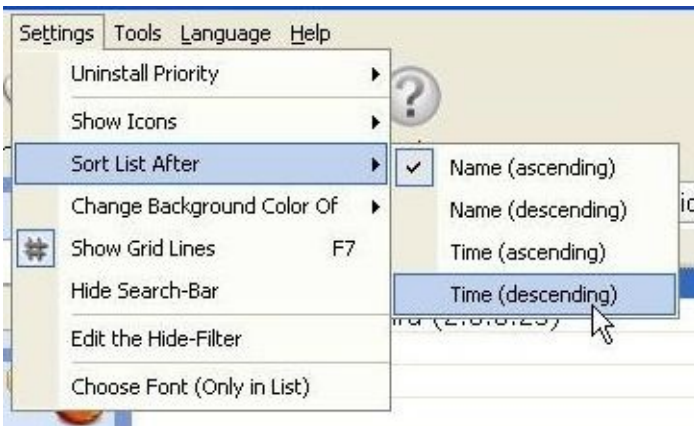 Settings Tools Language Help
Uninstall Priority
Show Icons
Sort List After
Change Background Color Of
Show Grid Lines F7
Hide Search-Bar
Edit the Hide-Filter
Choose Font (Only in List)
Name (ascending)
Name (descending)
Time (ascending)
Time (descending)